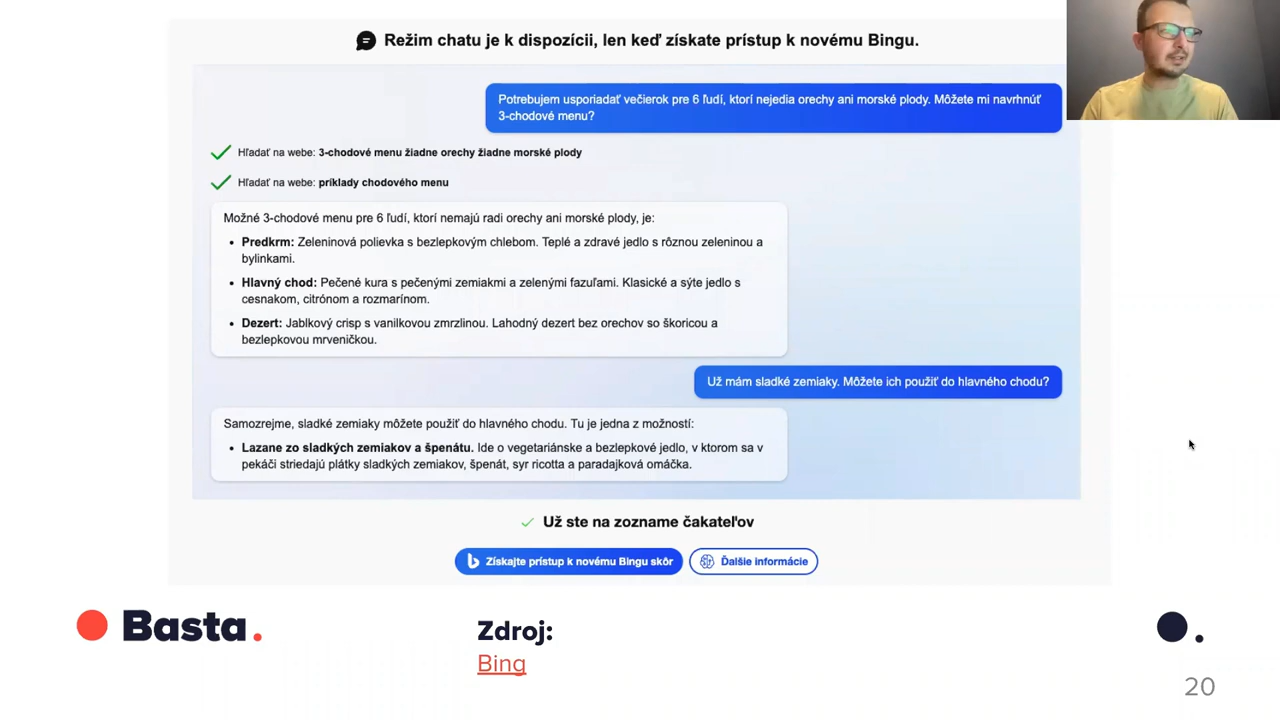 Režim chatu je k dispozícii, len keď získate prístup k novému Bingu.
Potrebujem usporiadať večierok pre 6 ľudí, ktorí nejedia orechy ani morské plody. Môžete mi navrhnúť
3-chodové menu?
Hľadať na webe: 3-chodové menu žiadne orechy žiadne morské plody
Hľadať na webe: príklady chodového menu
Možné 3-chodové menu pre 6 ľudí, ktorí nemajú radi orechy ani morské plody, je:
• Predkrm: Zeleninová polievka s bezlepkovým chlebom. Teplé a zdravé jedlo s rôznou zeleninou a
bylinkami.
• Hlavný chod: Pečené kura s pečenými zemiakmi a zelenými fazuľami. Klasické a sýte jedlo s
cesnakom, citrónom a rozmarínom.
• Dezert: Jablkový crisp s vanilkovou zmrzlinou. Lahodný dezert bez orechov so škoricou a
bezlepkovou mrveničkou.
Už mám sladké zemiaky. Môžete ich použiť do hlavného chodu?
Samozrejme, sladké zemiaky môžete použiť do hlavného chodu. Tu je jedna z možností:
• Lazane zo sladkých zemiakov a špenátu. Ide o vegetariánske a bezlepkové jedlo, v ktorom sa v
pekáči striedajú plátky sladkých zemiakov, špenát, syr ricotta a paradajková omáčka.
Už ste na zozname čakateľov
Získajte prístup k novému Bingu skôr
Ďalšie informácie
Basta.
Zdroj:
Bing
20